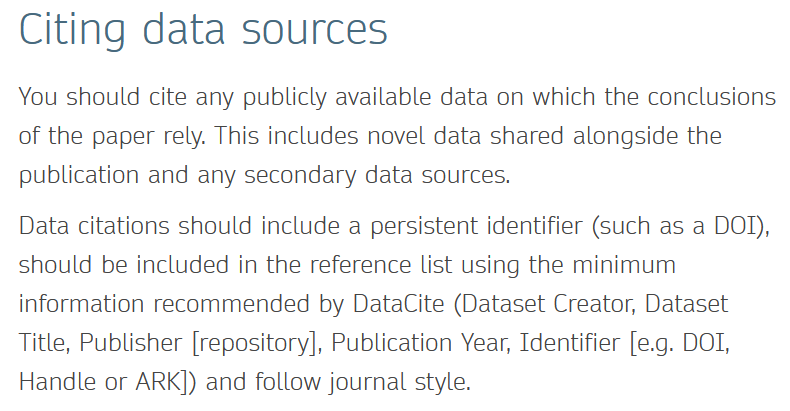 Citing data sources
You should cite any publicly available data on which the conclusions
of the paper rely. This includes novel data shared alongside the
publication and any secondary data sources.
Data citations should include a persistent identifier (such as a DOI),
should be included in the reference list using the minimum
information recommended by DataCite (Dataset Creator, Dataset
Title, Publisher [repository], Publication Year, Identifier [e.g. DOI,
Handle or ARK]) and follow journal style.